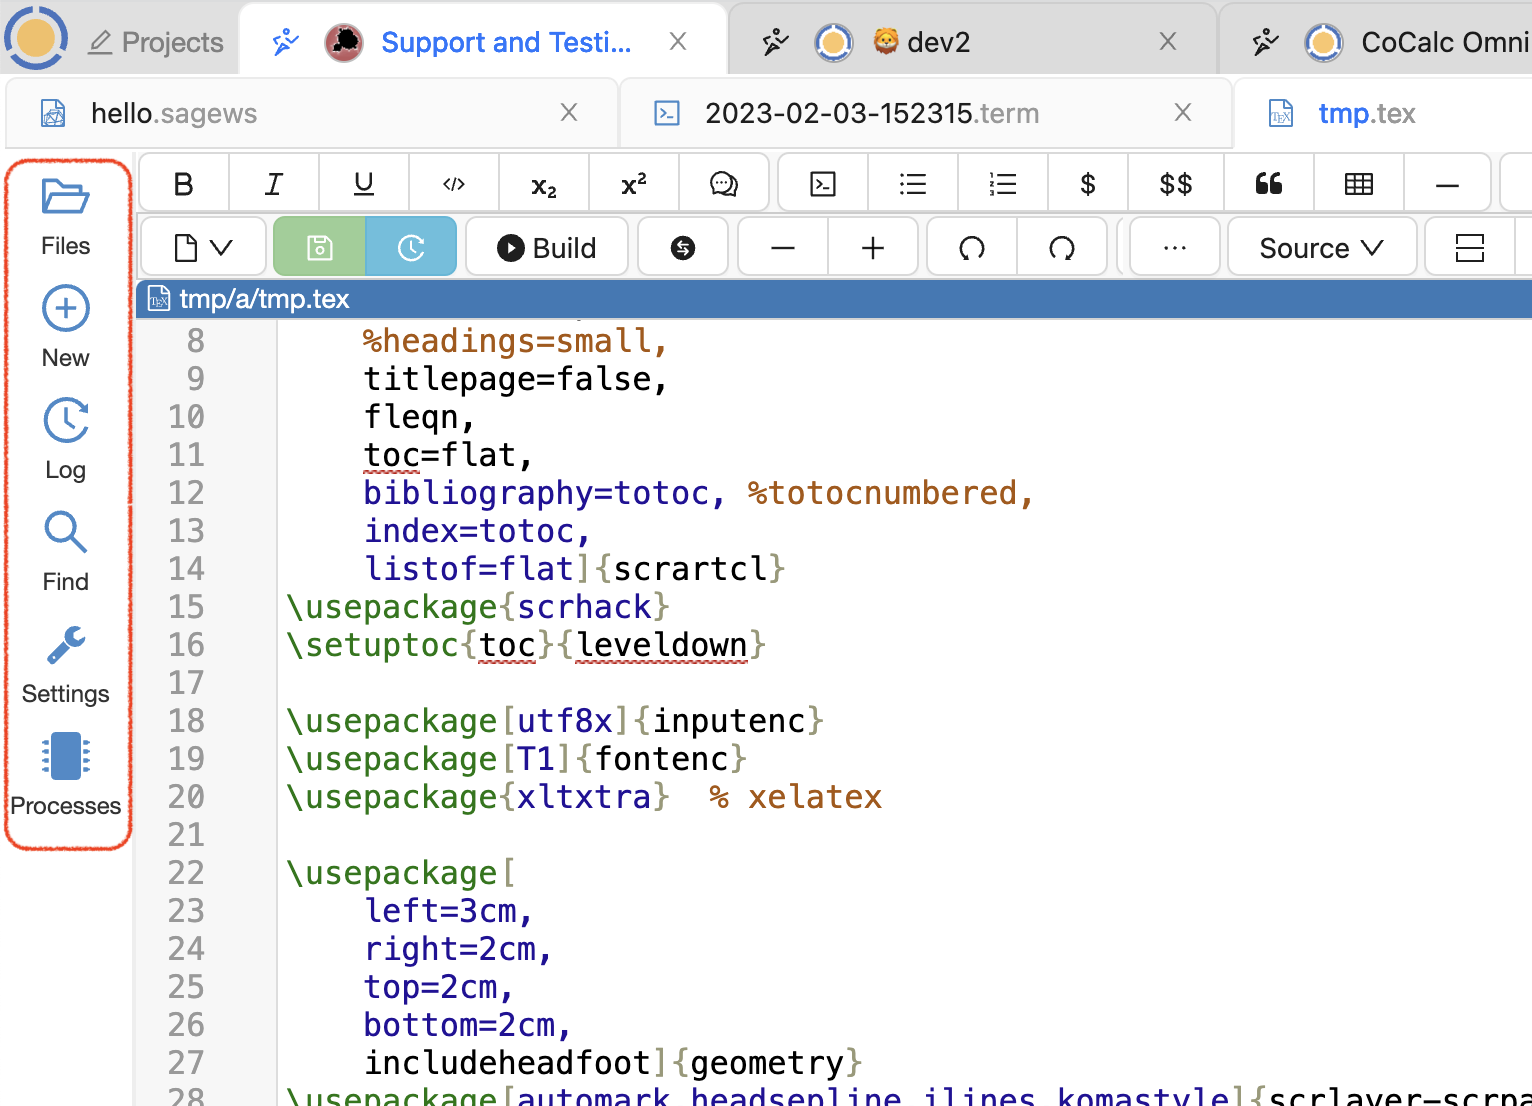 Projects Support and Testi... dev2 CoCalc Omni
hello.sagews 2023-02-03-152315.term tmp.tex
B I U </> x2 x² $ $$
Build ... Source
tmp/a/tmp.tex
Files
New
Log
Find
Settings
Processes
8 %headings=small,
9 titlepage=false,
10 fleqn,
11 toc=flat,
12 bibliography=totoc, %totocnumbered,
13 index=totoc,
14 listof=flat]{scrartcl}
15 \usepackage{scrhack}
16 \setuptoc{toc}{leveldown}
17
18 \usepackage[utf8x]{inputenc}
19 \usepackage[T1]{fontenc}
20 \usepackage{xltxtra} % xelatex
21
22 \usepackage[
23 left=3cm,
24 right=2cm,
25 top=2cm,
26 bottom=2cm,
27 includeheadfoot]{geometry}
28 \usepackage[automark,headsepline,ilines,komastyle]{scrlayer-scrpa